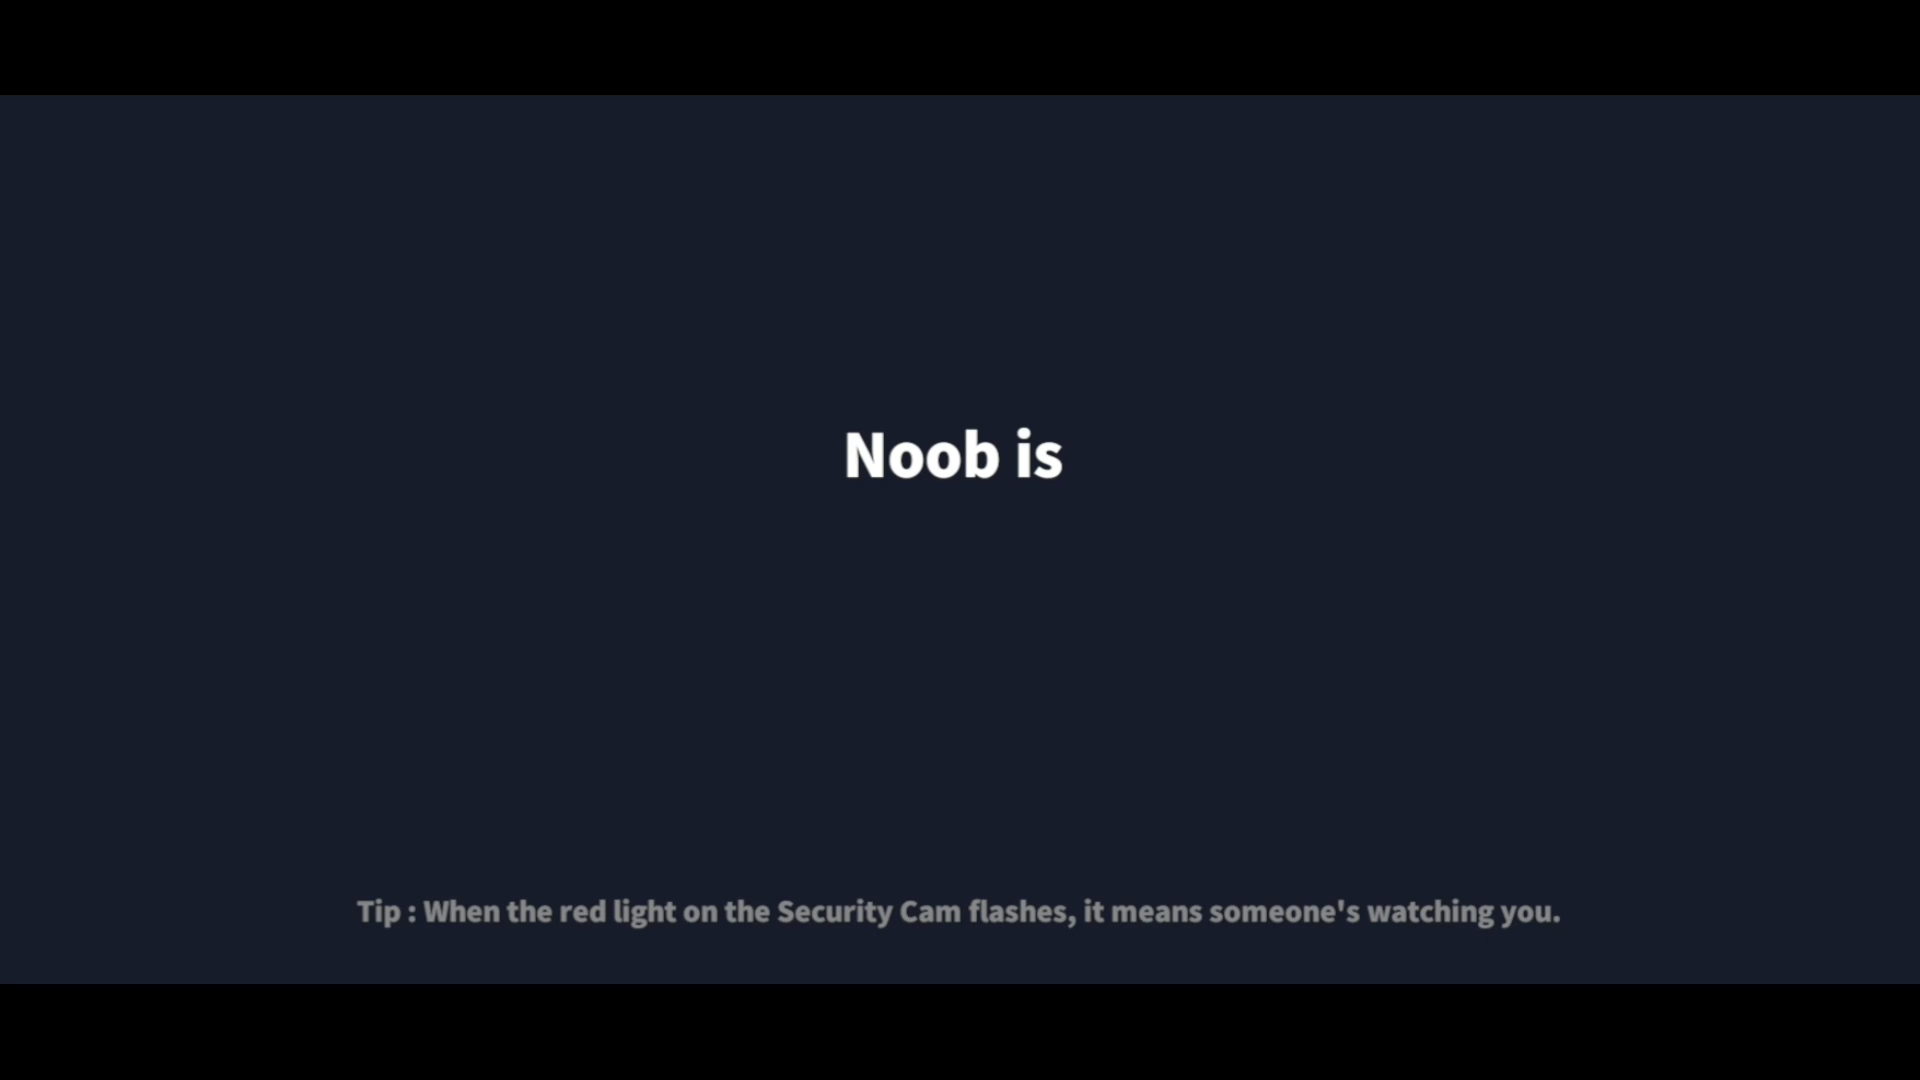 Noob is
Tip : When the red light on the Security Cam flashes, it means someone's watching you.